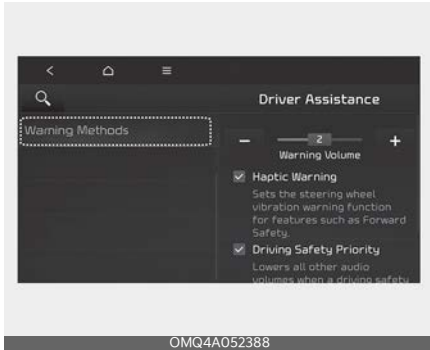 Driver Assistance
Warning Methods
2
Warning Volume
Haptic Warning
Sets the steering wheel
vibration warning function
for features such as Forward
Safety.
Driving Safety Priority
Lowers all other audio
volumes when a driving safety
OMQ4A052388